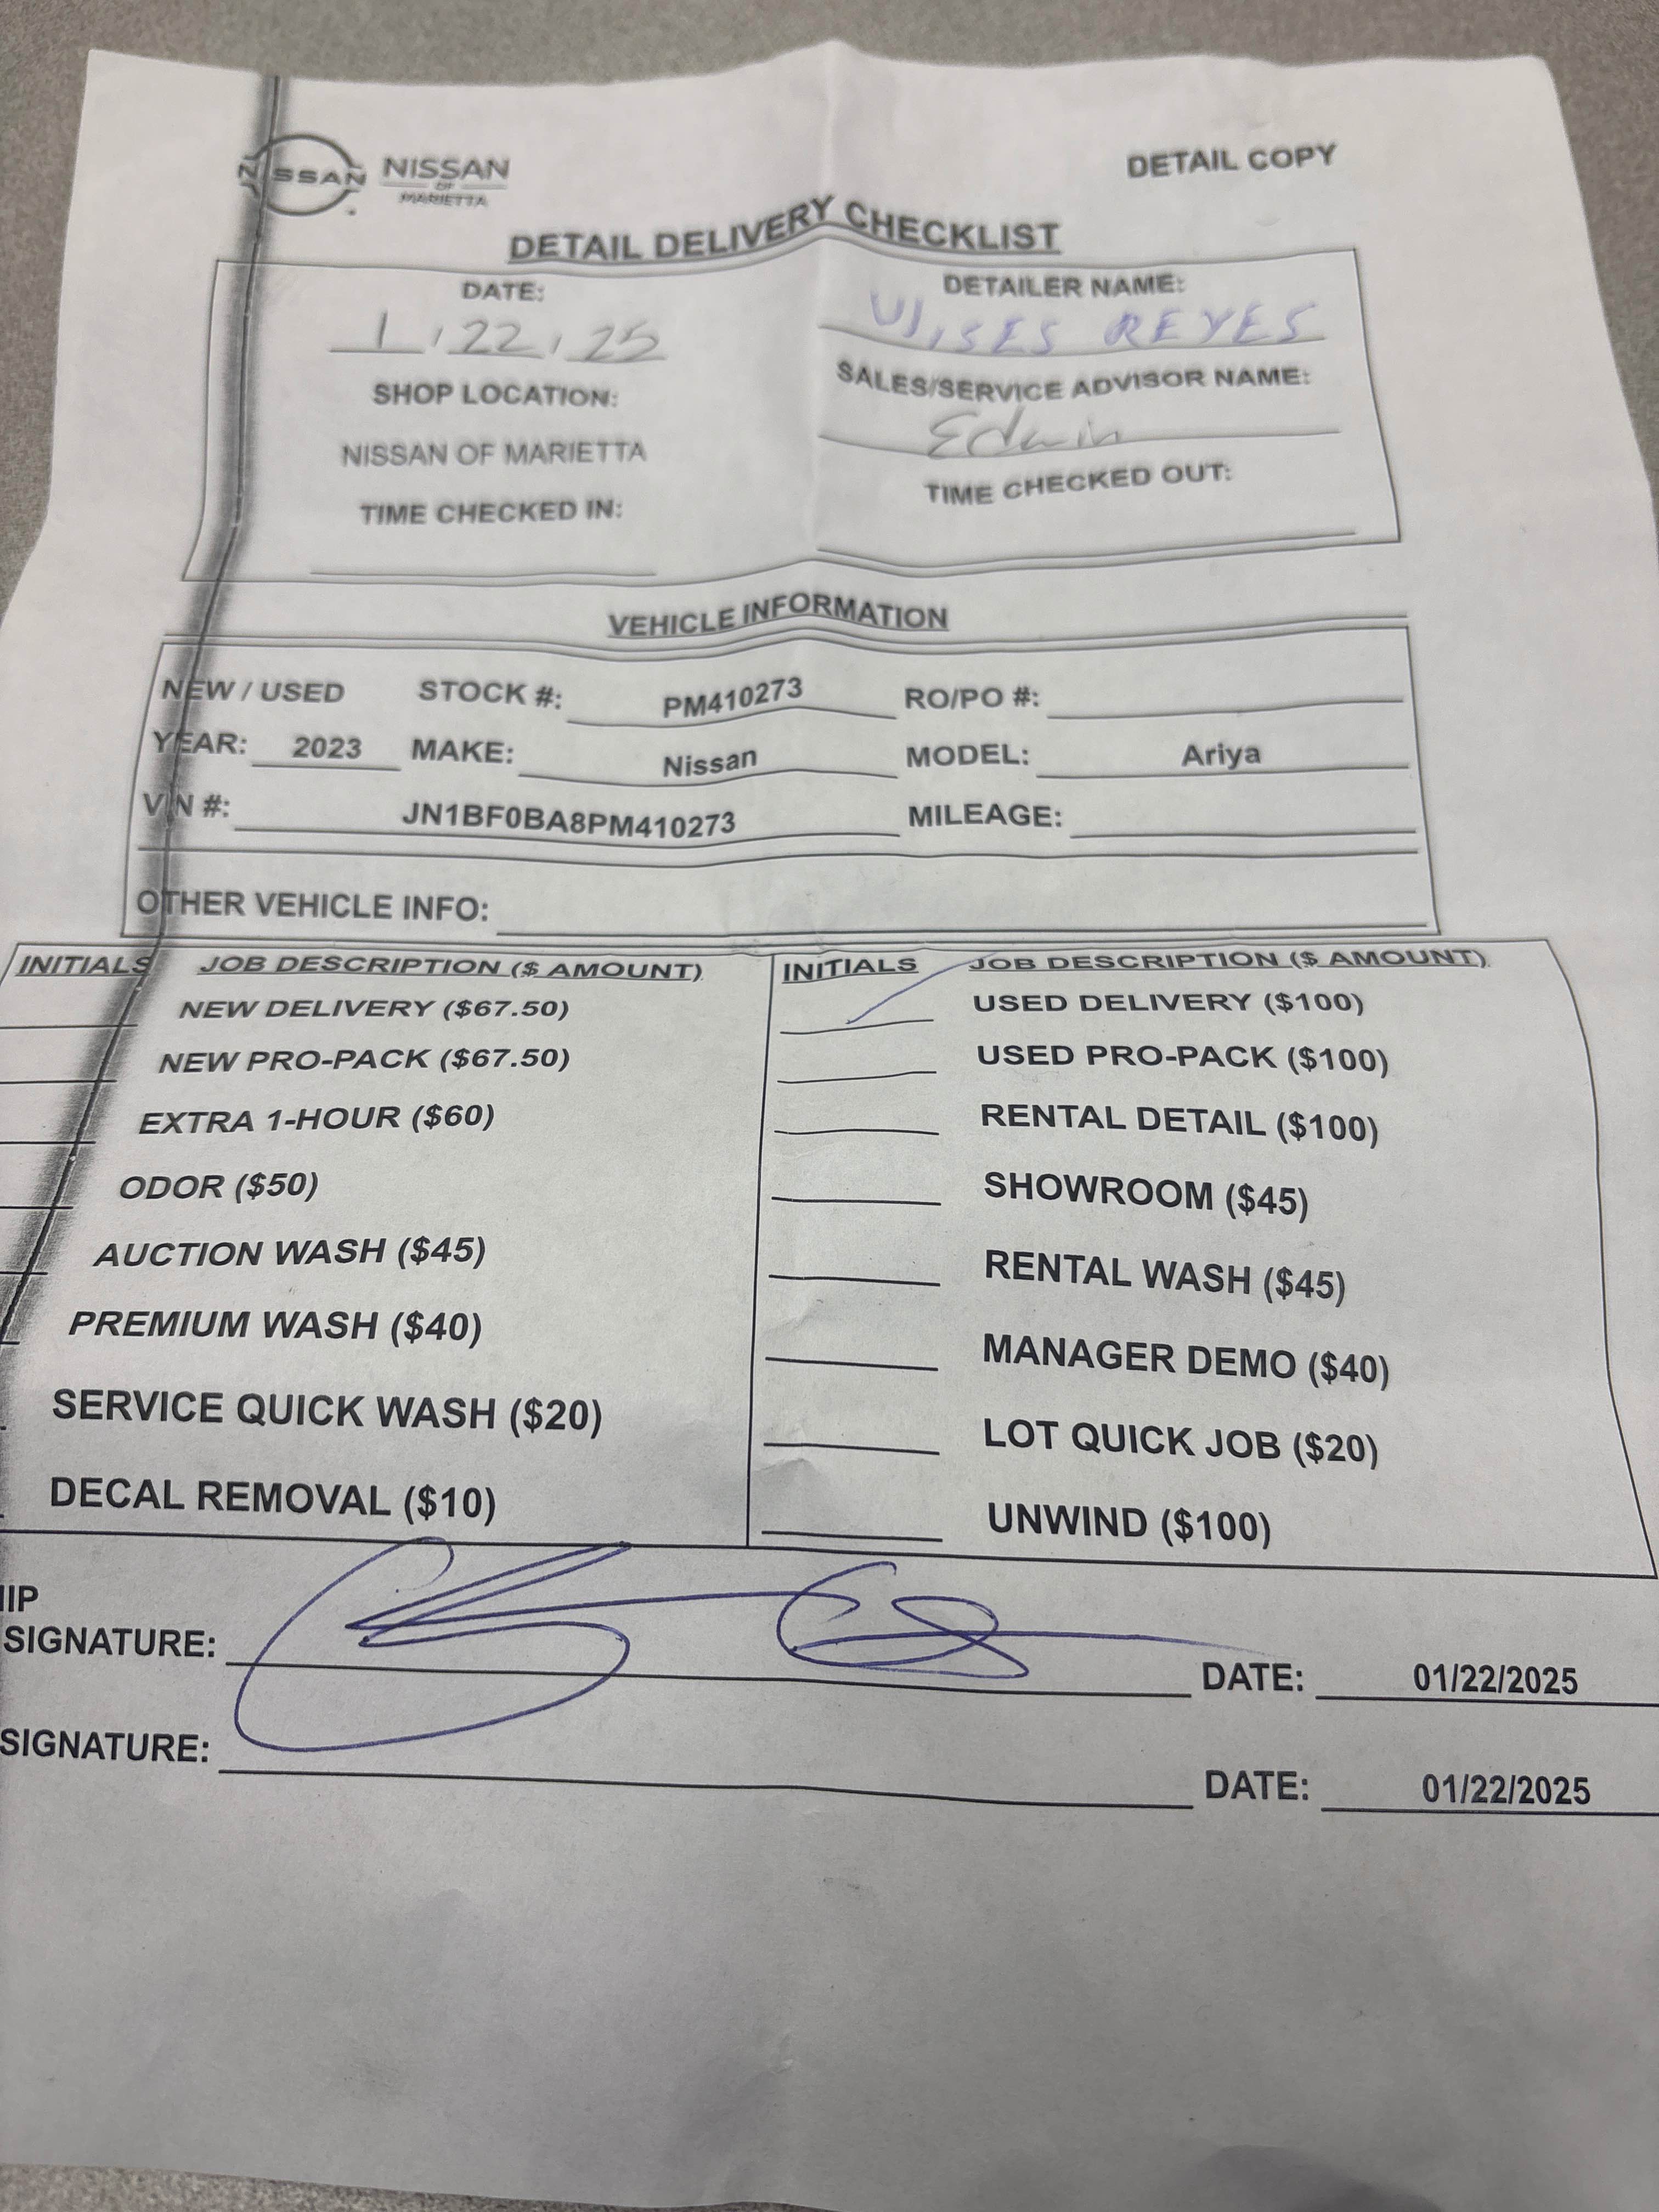 NISSAN NISSAN OF MARIETTA
DETAIL COPY
DETAIL DELIVERY CHECKLIST
DATE: DETAILER NAME:
1, 22, 25 Ulises REYES
SHOP LOCATION: SALES/SERVICE ADVISOR NAME:
NISSAN OF MARIETTA Edwin
TIME CHECKED IN: TIME CHECKED OUT:
VEHICLE INFORMATION
NEW / USED STOCK #: PM410273 RO/PO #:
YEAR: 2023 MAKE: Nissan MODEL: Ariya
VIN #: JN1BF0BA8PM410273 MILEAGE:
OTHER VEHICLE INFO:
INITIALS JOB DESCRIPTION ($ AMOUNT) INITIALS JOB DESCRIPTION ($ AMOUNT)
NEW DELIVERY ($67.50) USED DELIVERY ($100)
NEW PRO-PACK ($67.50) USED PRO-PACK ($100)
EXTRA 1-HOUR ($60) RENTAL DETAIL ($100)
ODOR ($50) SHOWROOM ($45)
AUCTION WASH ($45) RENTAL WASH ($45)
PREMIUM WASH ($40) MANAGER DEMO ($40)
SERVICE QUICK WASH ($20) LOT QUICK JOB ($20)
DECAL REMOVAL ($10) UNWIND ($100)
IP
SIGNATURE: DATE: 01/22/2025
SIGNATURE: DATE: 01/22/2025